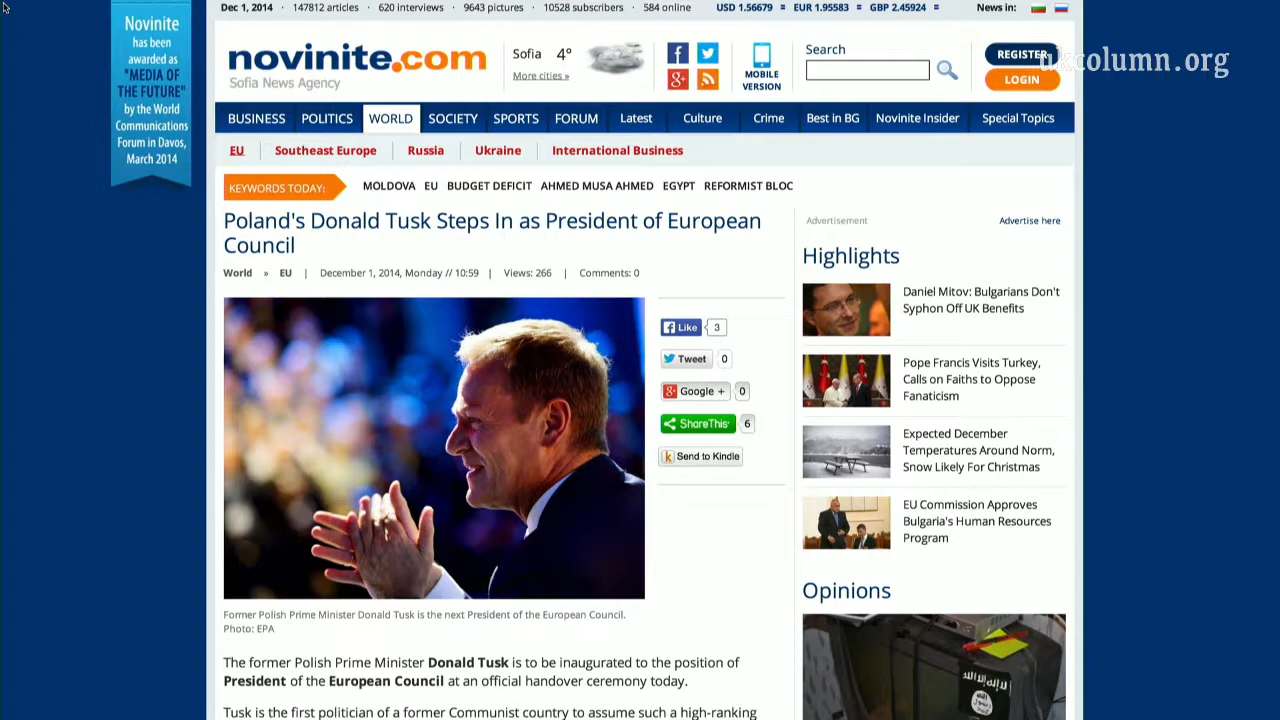 Dec 1, 2014 · 147812 articles · 620 interviews · 9643 pictures · 10528 subscribers · 584 online USD 1.56679 = EUR 1.95583 = GBP 2.45924 = News in:
Novinite
has been
awarded as
"MEDIA OF
THE FUTURE"
by the World
Communications
Forum in Davos,
March 2014
novinite.com
Sofia News Agency
Sofia 4°
More cities »
MOBILE
VERSION
Search
REGISTER
LOGIN
ukcolumn.org
BUSINESS POLITICS WORLD SOCIETY SPORTS FORUM Latest Culture Crime Best in BG Novinite Insider Special Topics
EU Southeast Europe Russia Ukraine International Business
KEYWORDS TODAY: MOLDOVA EU BUDGET DEFICIT AHMED MUSA AHMED EGYPT REFORMIST BLOC
Poland's Donald Tusk Steps In as President of European
Council
World » EU | December 1, 2014, Monday // 10:59 | Views: 266 | Comments: 0
Like 3
Tweet 0
Google + 0
ShareThis 6
Send to Kindle
Former Polish Prime Minister Donald Tusk is the next President of the European Council.
Photo: EPA
The former Polish Prime Minister Donald Tusk is to be inaugurated to the position of
President of the European Council at an official handover ceremony today.
Tusk is the first politician of a former Communist country to assume such a high-ranking
Advertisement Advertise here
Highlights
Daniel Mitov: Bulgarians Don't
Syphon Off UK Benefits
Pope Francis Visits Turkey,
Calls on Faiths to Oppose
Fanaticism
Expected December
Temperatures Around Norm,
Snow Likely For Christmas
EU Commission Approves
Bulgaria's Human Resources
Program
Opinions